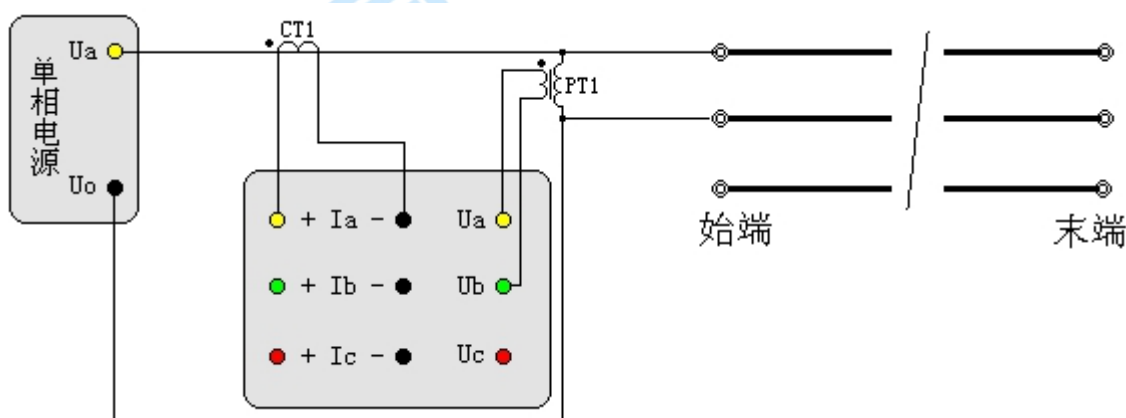 CT1
单相电源
Ua
Uo
PT1
+ Ia - Ua
+ Ib - Ub
+ Ic - Uc
始端
末端